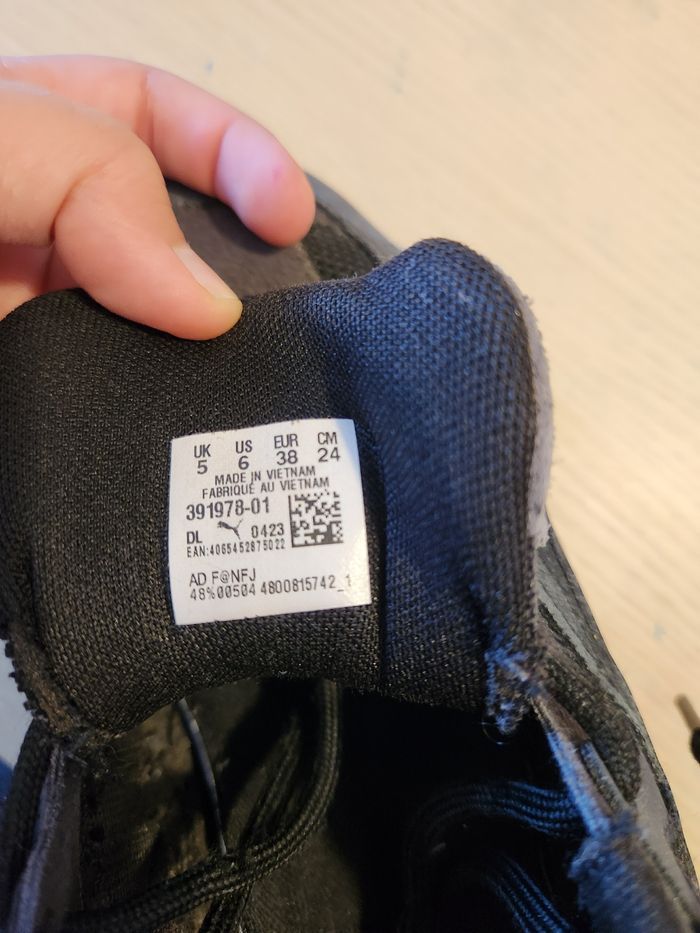 UK US EUR CM
5 6 38 24
MADE IN VIETNAM
FABRIQUÉ AU VIETNAM
391978-01
DL 0423
EAN:4065452875022
AD F@NFJ
48%00504 4800815742_1